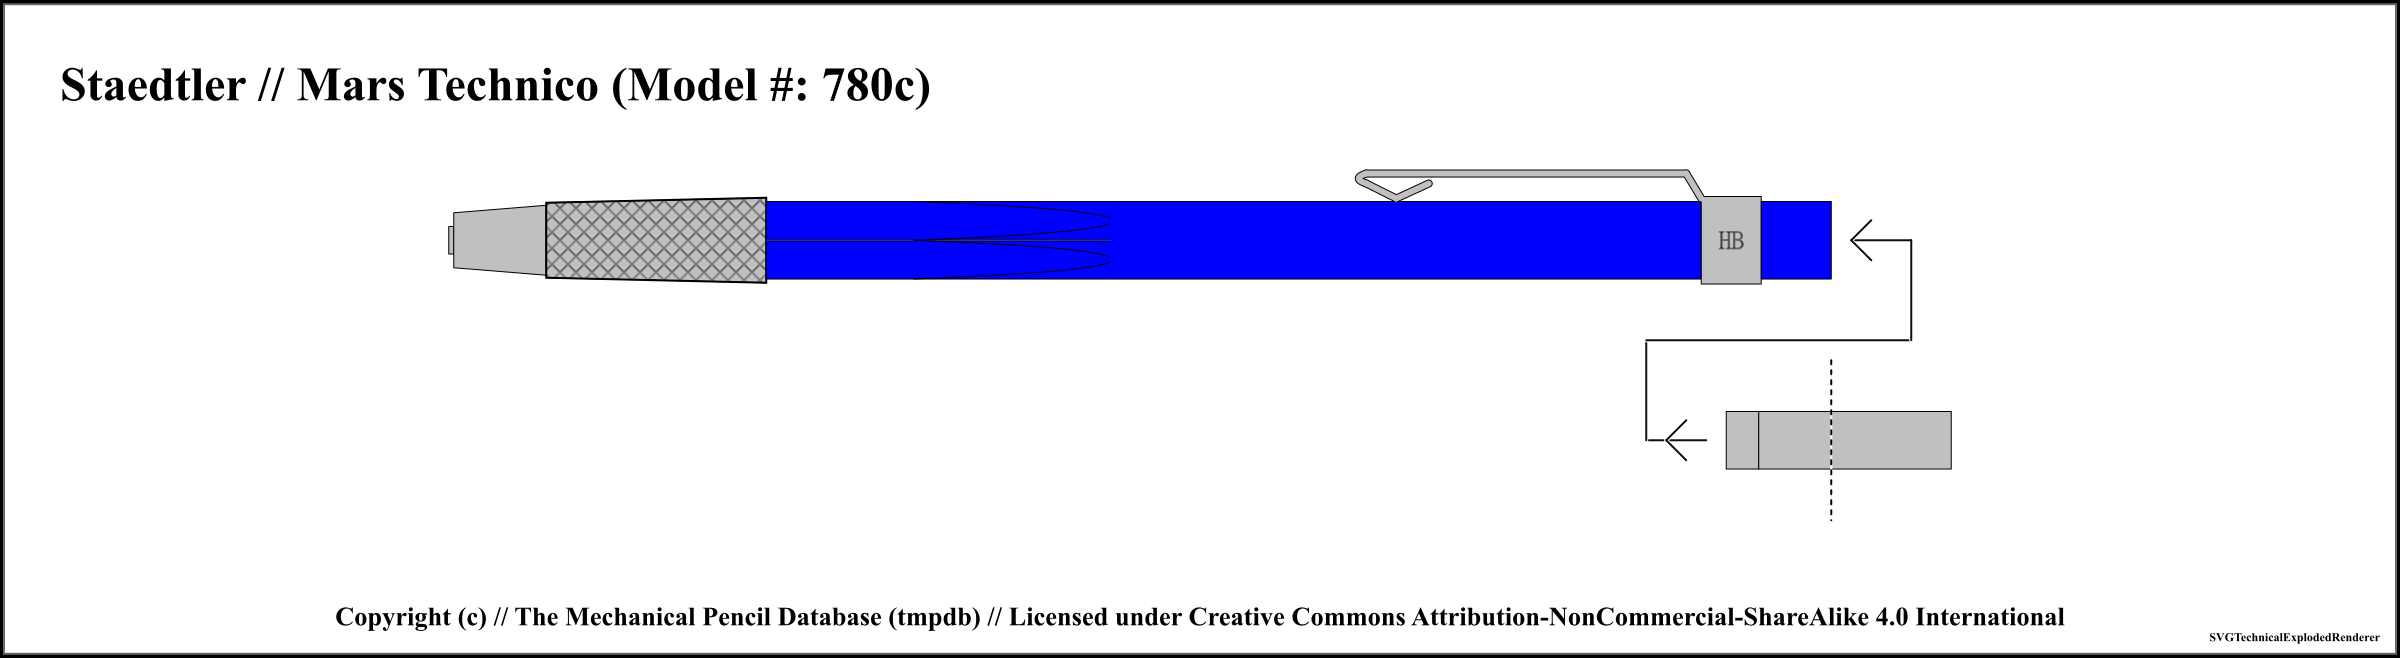 Staedtler // Mars Technico (Model #: 780c)
HB
Copyright (c) // The Mechanical Pencil Database (tmpdb) // Licensed under Creative Commons Attribution-NonCommercial-ShareAlike 4.0 International
SVGTechnicalExplodedRenderer